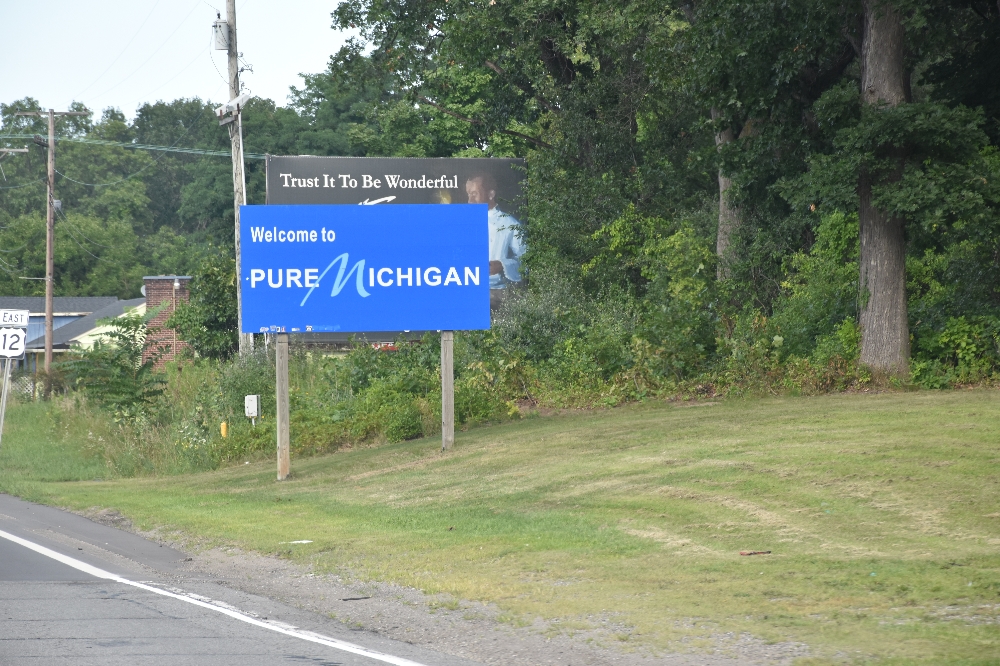 Trust It To Be Wonderful
Welcome to
PURE MICHIGAN
EAST
12